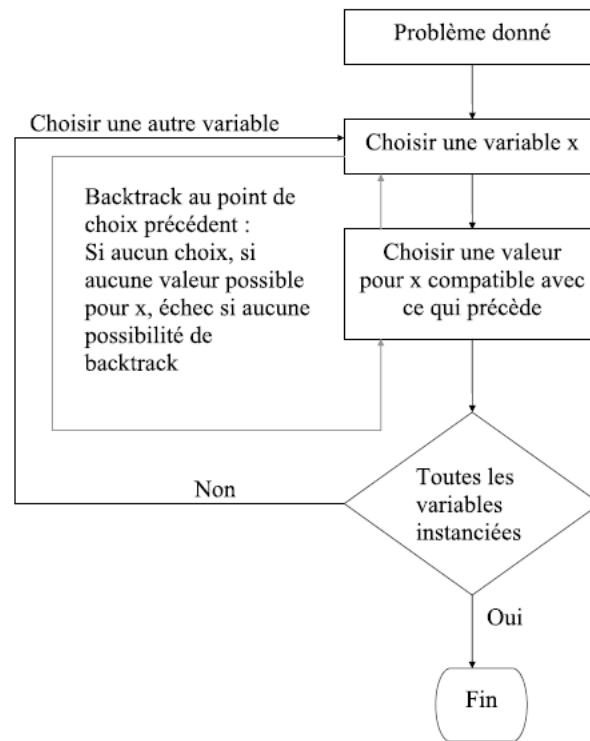 Problème donné
Choisir une autre variable
Choisir une variable x
Backtrack au point de
choix précédent :
Si aucun choix, si
aucune valeur possible
pour x, échec si aucune
possibilité de
backtrack
Choisir une valeur
pour x compatible avec
ce qui précède
Toutes les
variables
instanciées
Non
Oui
Fin